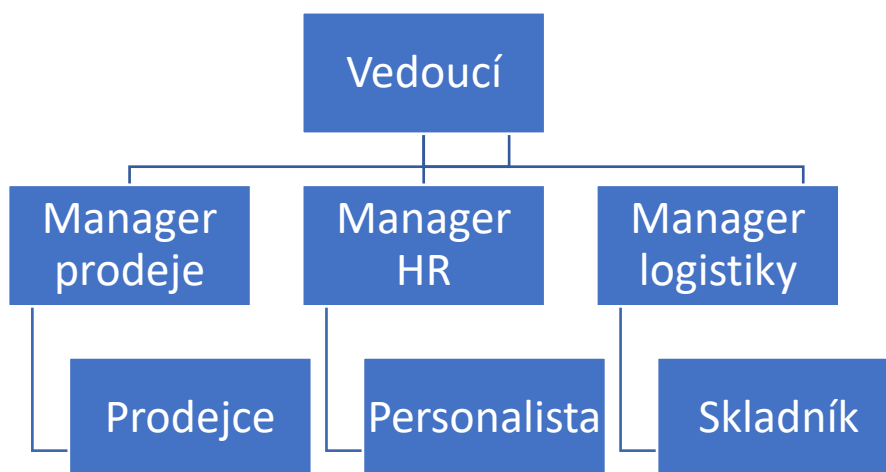 Vedoucí
Manager
prodeje
Manager
HR
Manager
logistiky
Prodejce
Personalista
Skladník